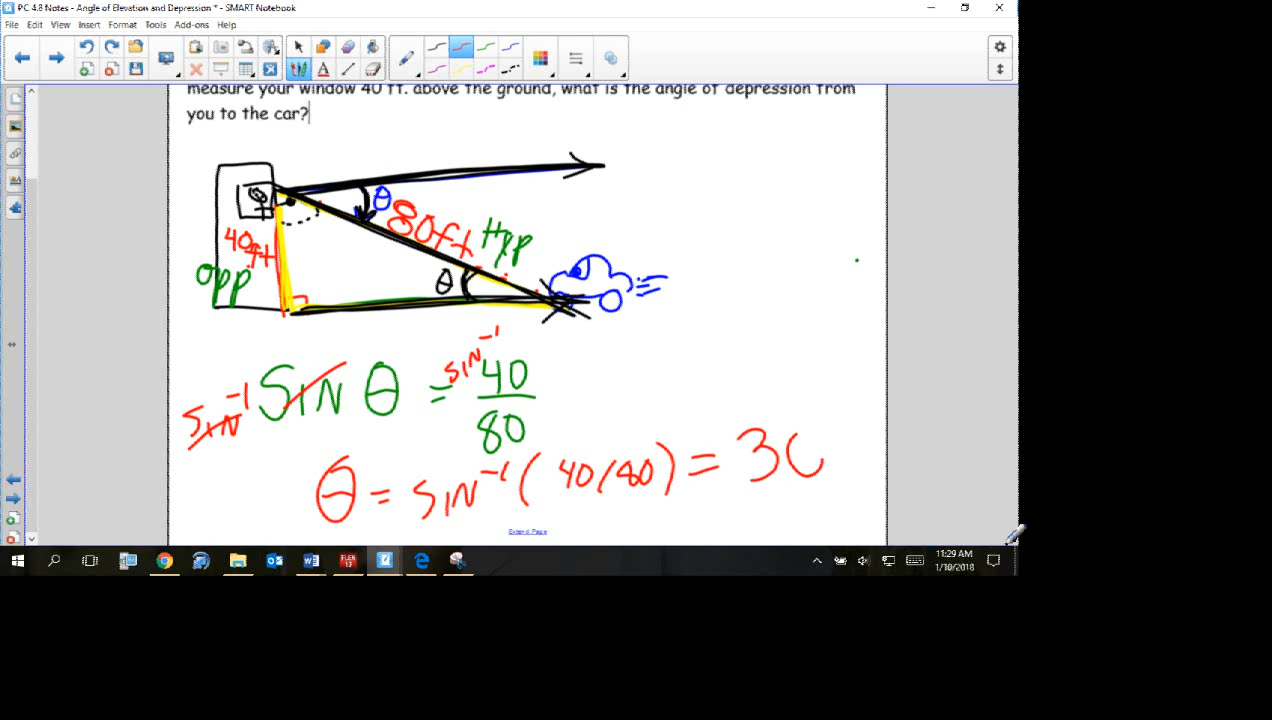 PC 4.8 Notes - Angle of Elevation and Depression * - SMART Notebook
File Edit View Insert Format Tools Add-ons Help
measure your window 40 ft. above the ground, what is the angle of depression from
you to the car?
θ
80ft Hyp
40ft
opp.
θ
sin⁻¹ sin θ = sin⁻¹ 40
80
θ = sin⁻¹ ( 40/80 ) = 30
Extend Page
11:29 AM
1/10/2018